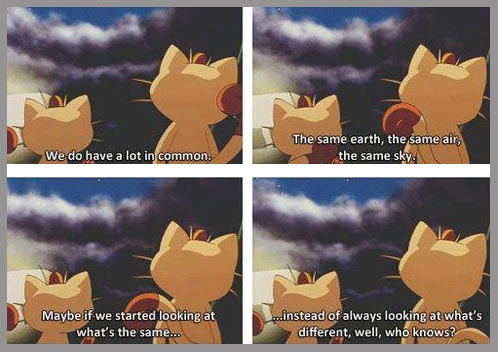 We do have a lot in common.
The same earth, the same air,
the same sky.
Maybe if we started looking at
what's the same...
...instead of always looking at what's
different, well, who knows?